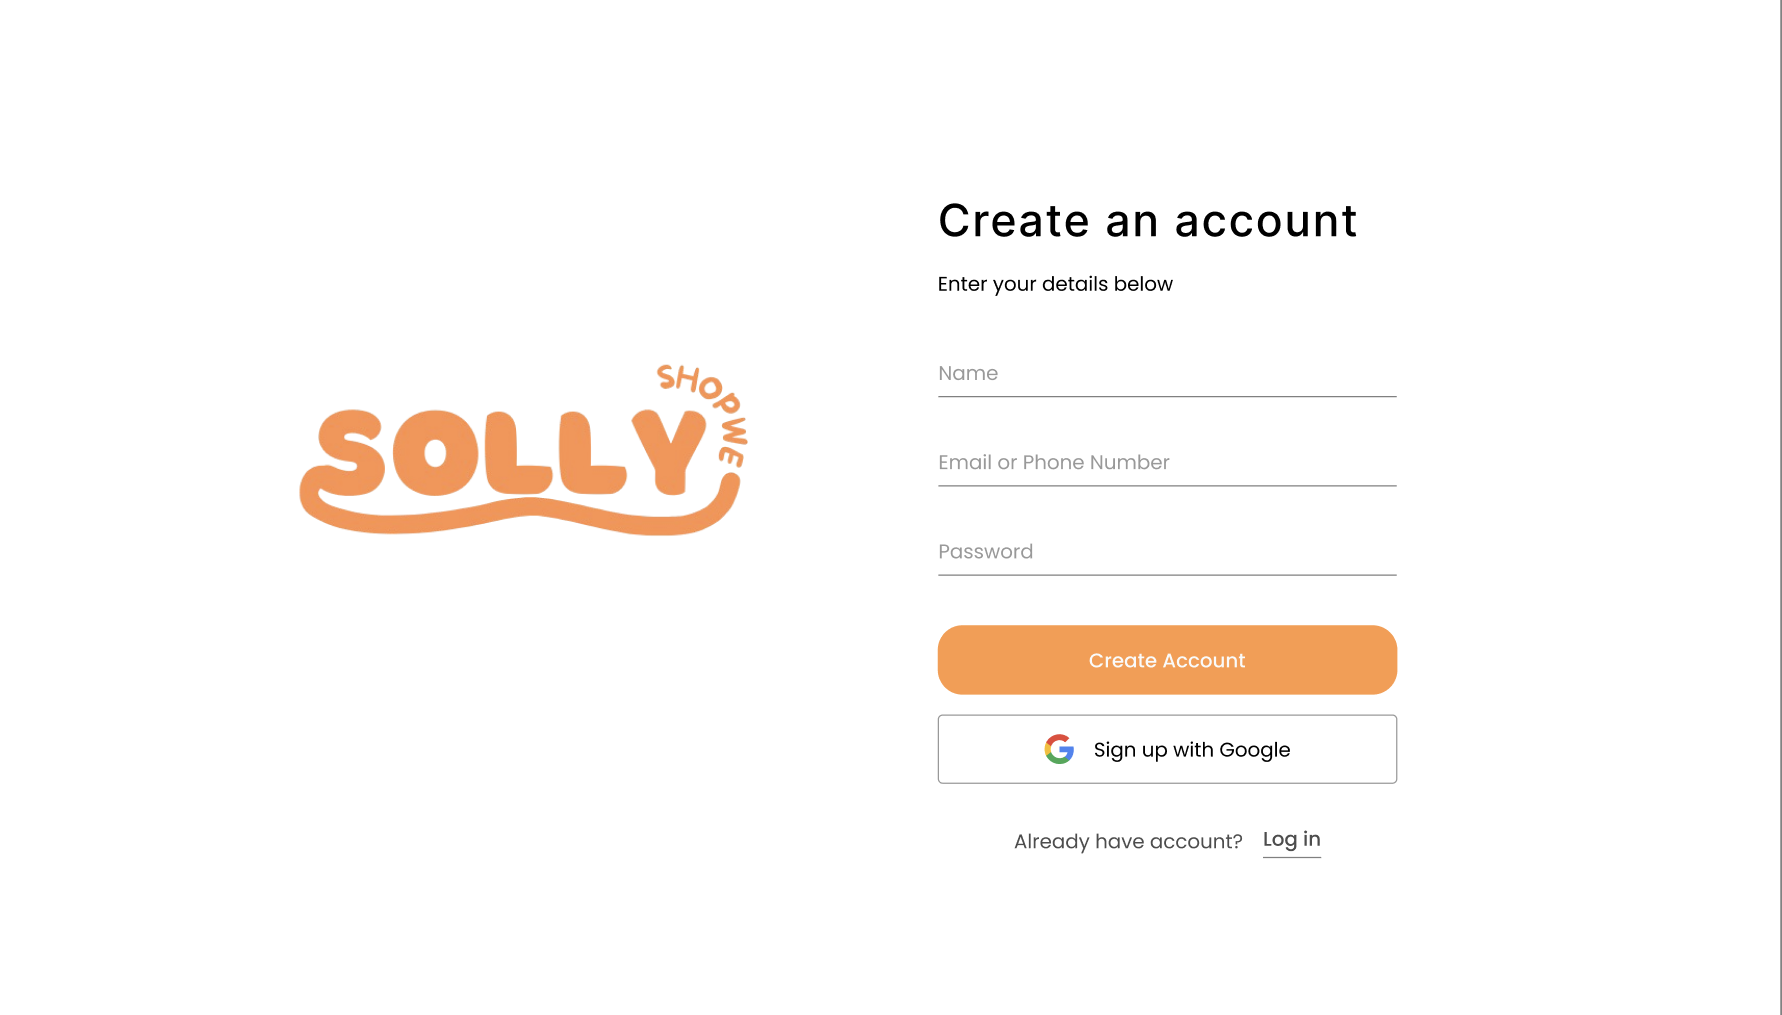 SOLLY
SHOPWE
Create an account
Enter your details below
Name
Email or Phone Number
Password
Create Account
Sign up with Google
Already have account? Log in